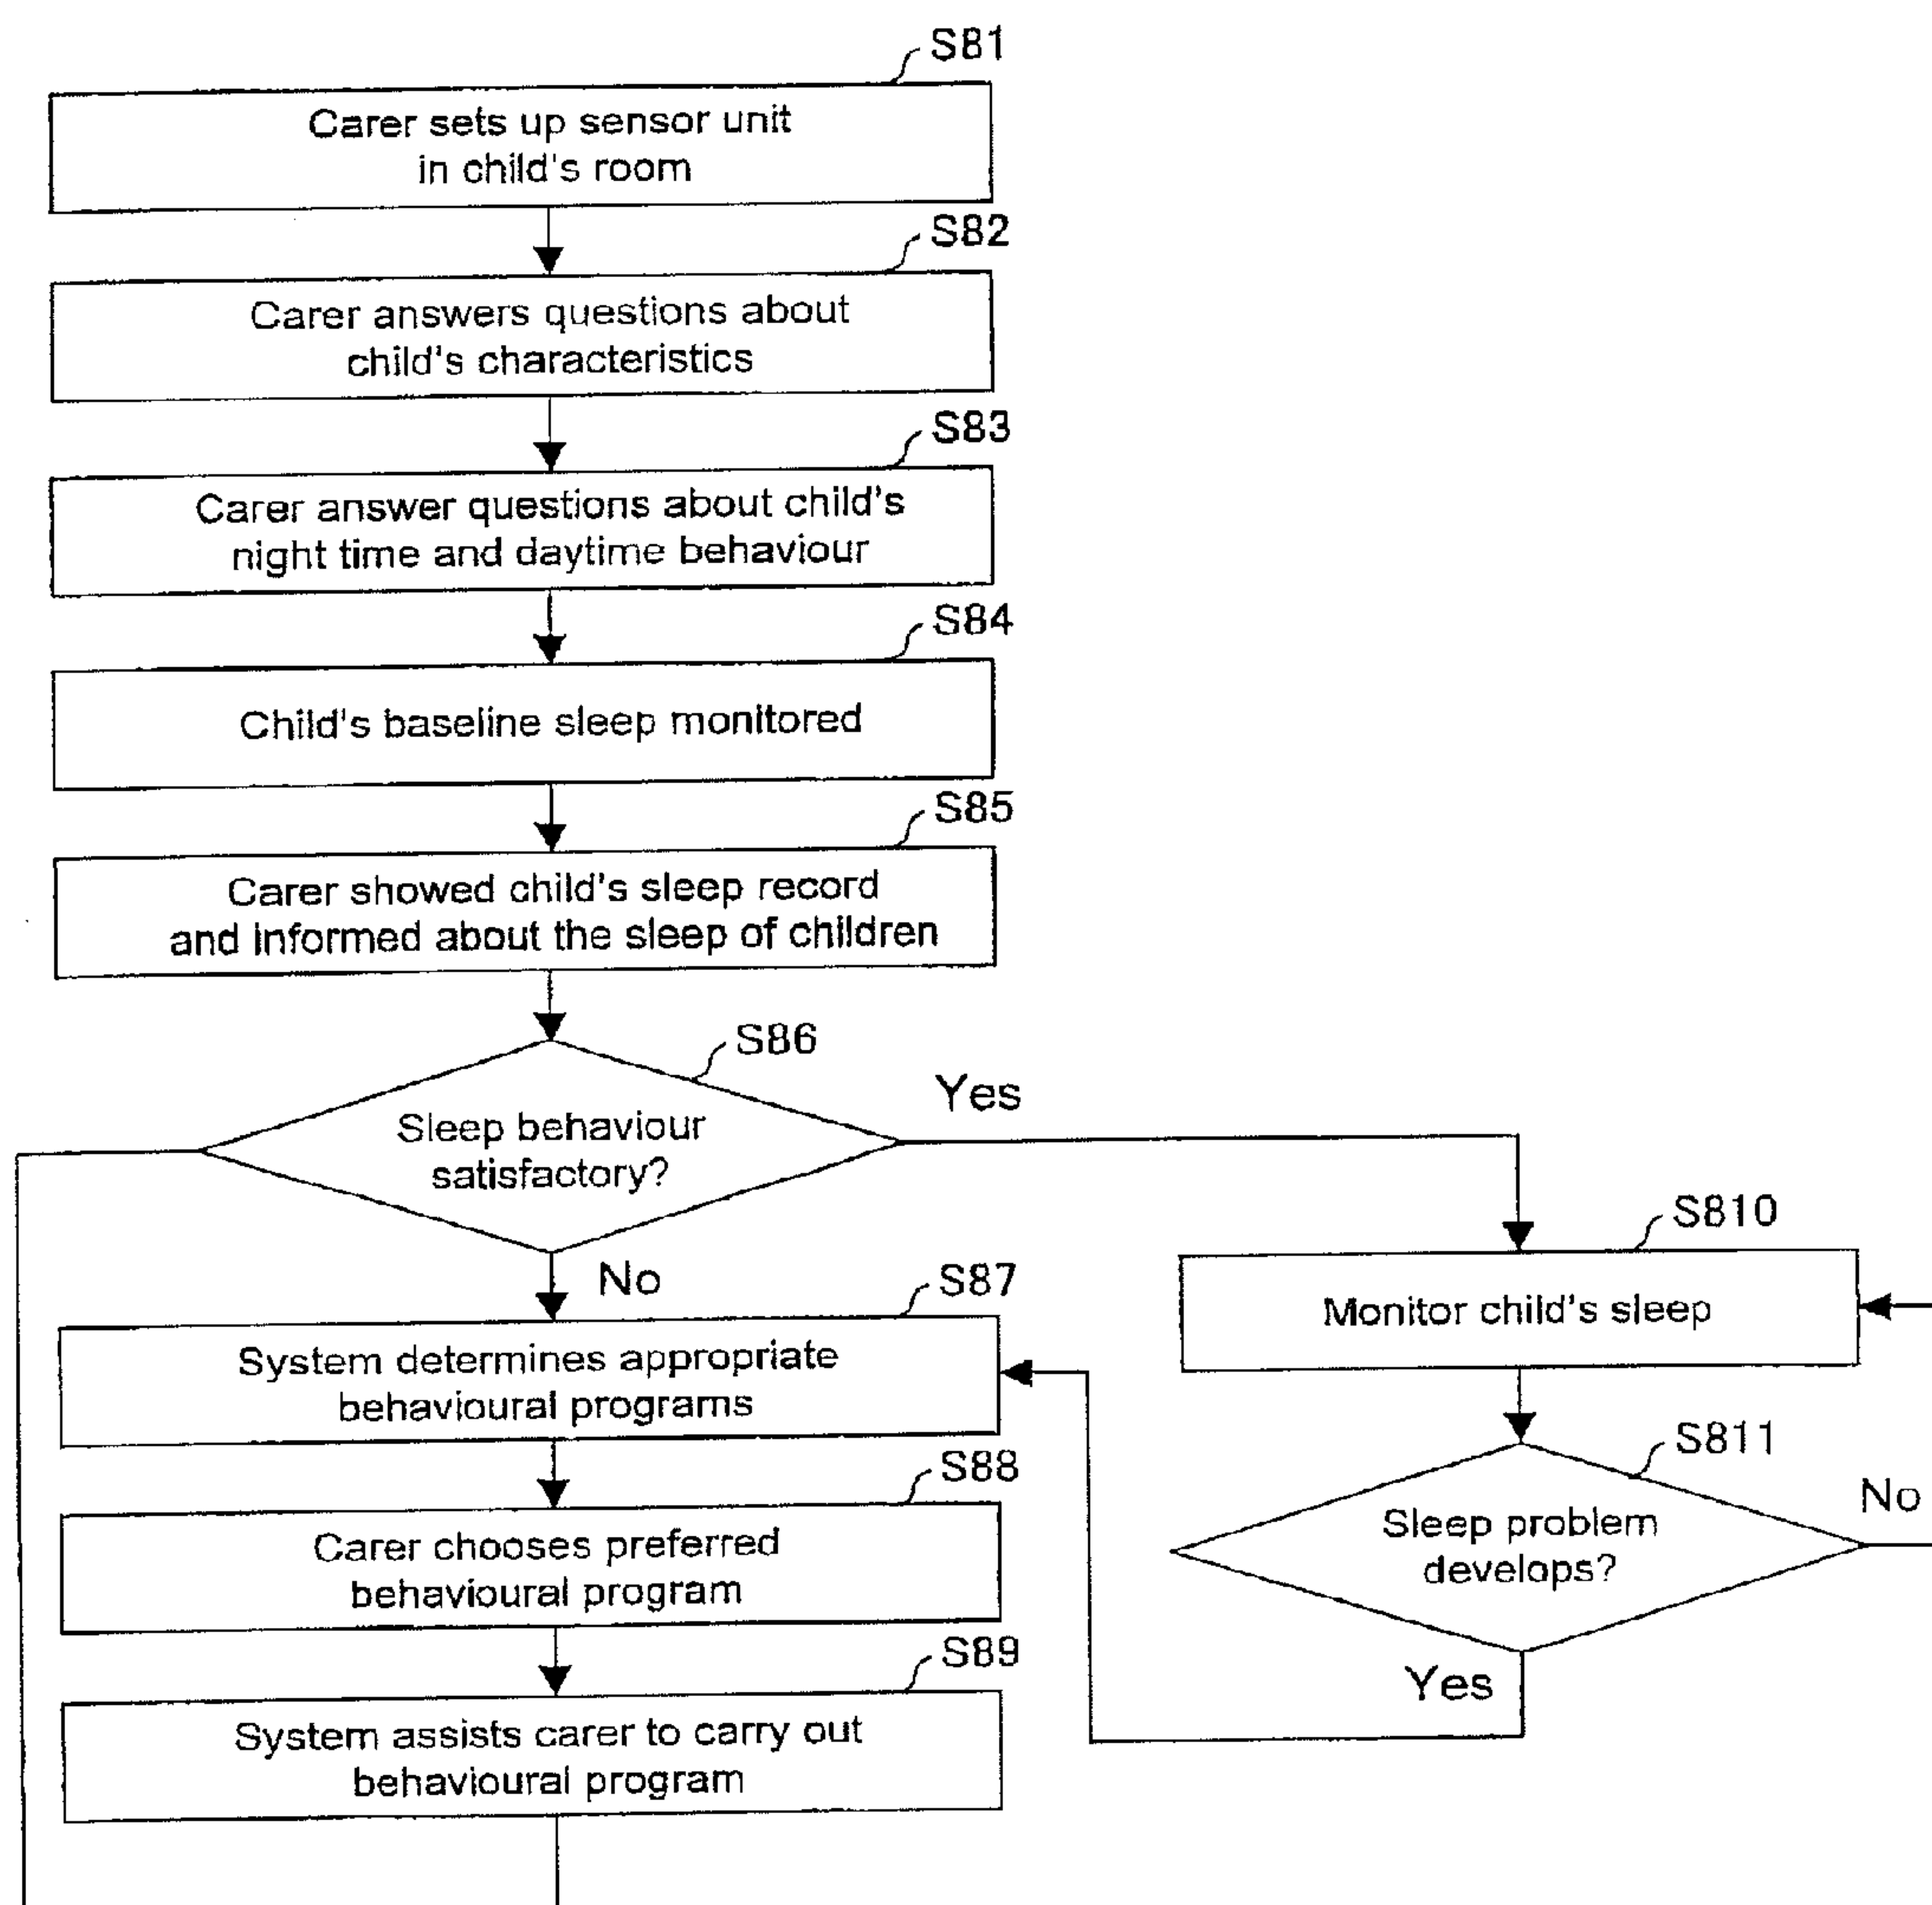 S81
Carer sets up sensor unit
in child's room
S82
Carer answers questions about
child's characteristics
S83
Carer answer questions about child's
night time and daytime behaviour
S84
Child's baseline sleep monitored
S85
Carer showed child's sleep record
and informed about the sleep of children
S86
Sleep behaviour
satisfactory?
Yes
No
S87
System determines appropriate
behavioural programs
S88
Carer chooses preferred
behavioural program
S89
System assists carer to carry out
behavioural program
S810
Monitor child's sleep
S811
Sleep problem
develops?
No
Yes